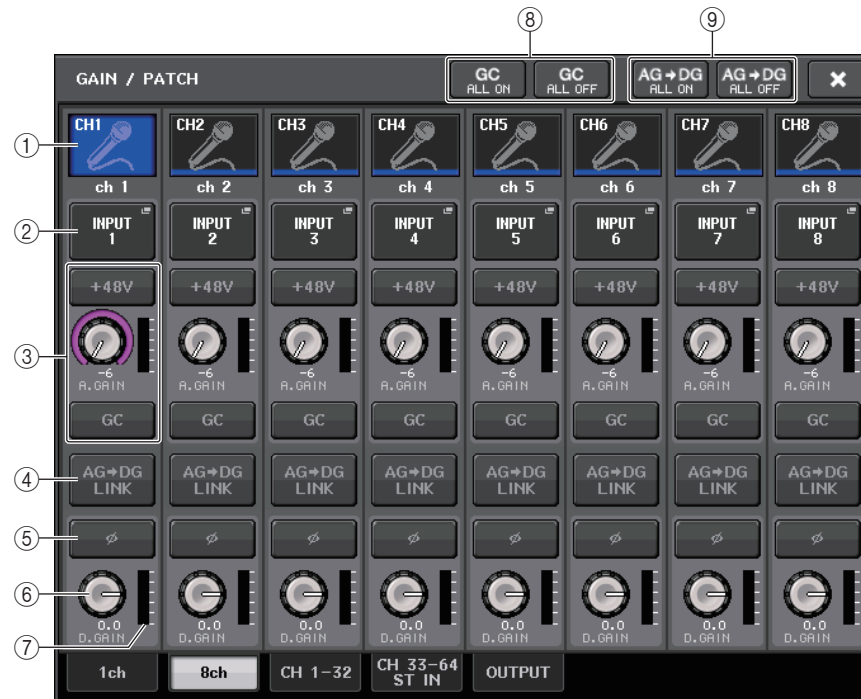 ⑧ ⑨
GAIN / PATCH GC ALL ON GC ALL OFF AG→DG ALL ON AG→DG ALL OFF ×
① CH1 CH2 CH3 CH4 CH5 CH6 CH7 CH8
ch 1 ch 2 ch 3 ch 4 ch 5 ch 6 ch 7 ch 8
② INPUT INPUT INPUT INPUT INPUT INPUT INPUT INPUT
1 2 3 4 5 6 7 8
+48V +48V +48V +48V +48V +48V +48V +48V
③
-6 -6 -6 -6 -6 -6 -6 -6
A.GAIN A.GAIN A.GAIN A.GAIN A.GAIN A.GAIN A.GAIN A.GAIN
GC GC GC GC GC GC GC GC
④ AG→DG AG→DG AG→DG AG→DG AG→DG AG→DG AG→DG AG→DG
LINK LINK LINK LINK LINK LINK LINK LINK
⑤ ø ø ø ø ø ø ø ø
⑥
0.0 0.0 0.0 0.0 0.0 0.0 0.0 0.0
⑦ D.GAIN D.GAIN D.GAIN D.GAIN D.GAIN D.GAIN D.GAIN D.GAIN
1ch 8ch CH 1-32 CH 33-64 ST IN OUTPUT